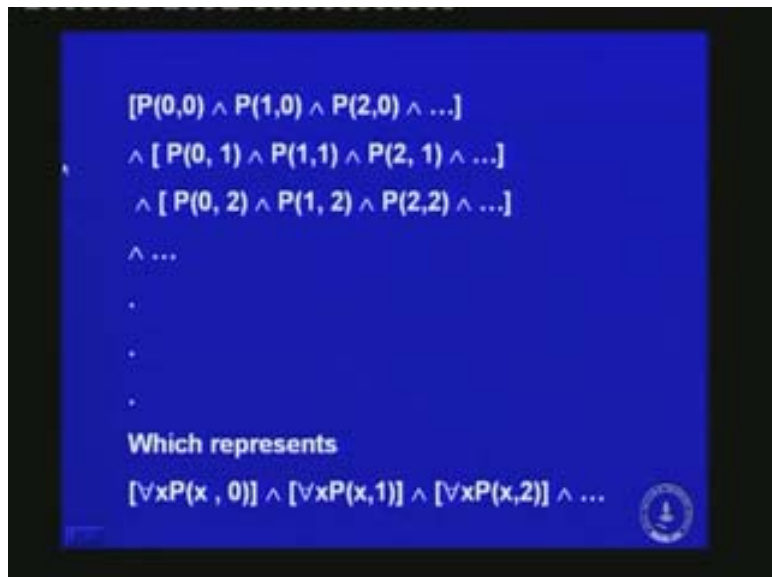 [P(0,0) ∧ P(1,0) ∧ P(2,0) ∧ ...]
∧ [ P(0, 1) ∧ P(1,1) ∧ P(2, 1) ∧ ...]
∧ [ P(0, 2) ∧ P(1, 2) ∧ P(2,2) ∧ ...]
∧ ...
.
.
.
Which represents
[∀xP(x , 0)] ∧ [∀xP(x,1)] ∧ [∀xP(x,2)] ∧ ...